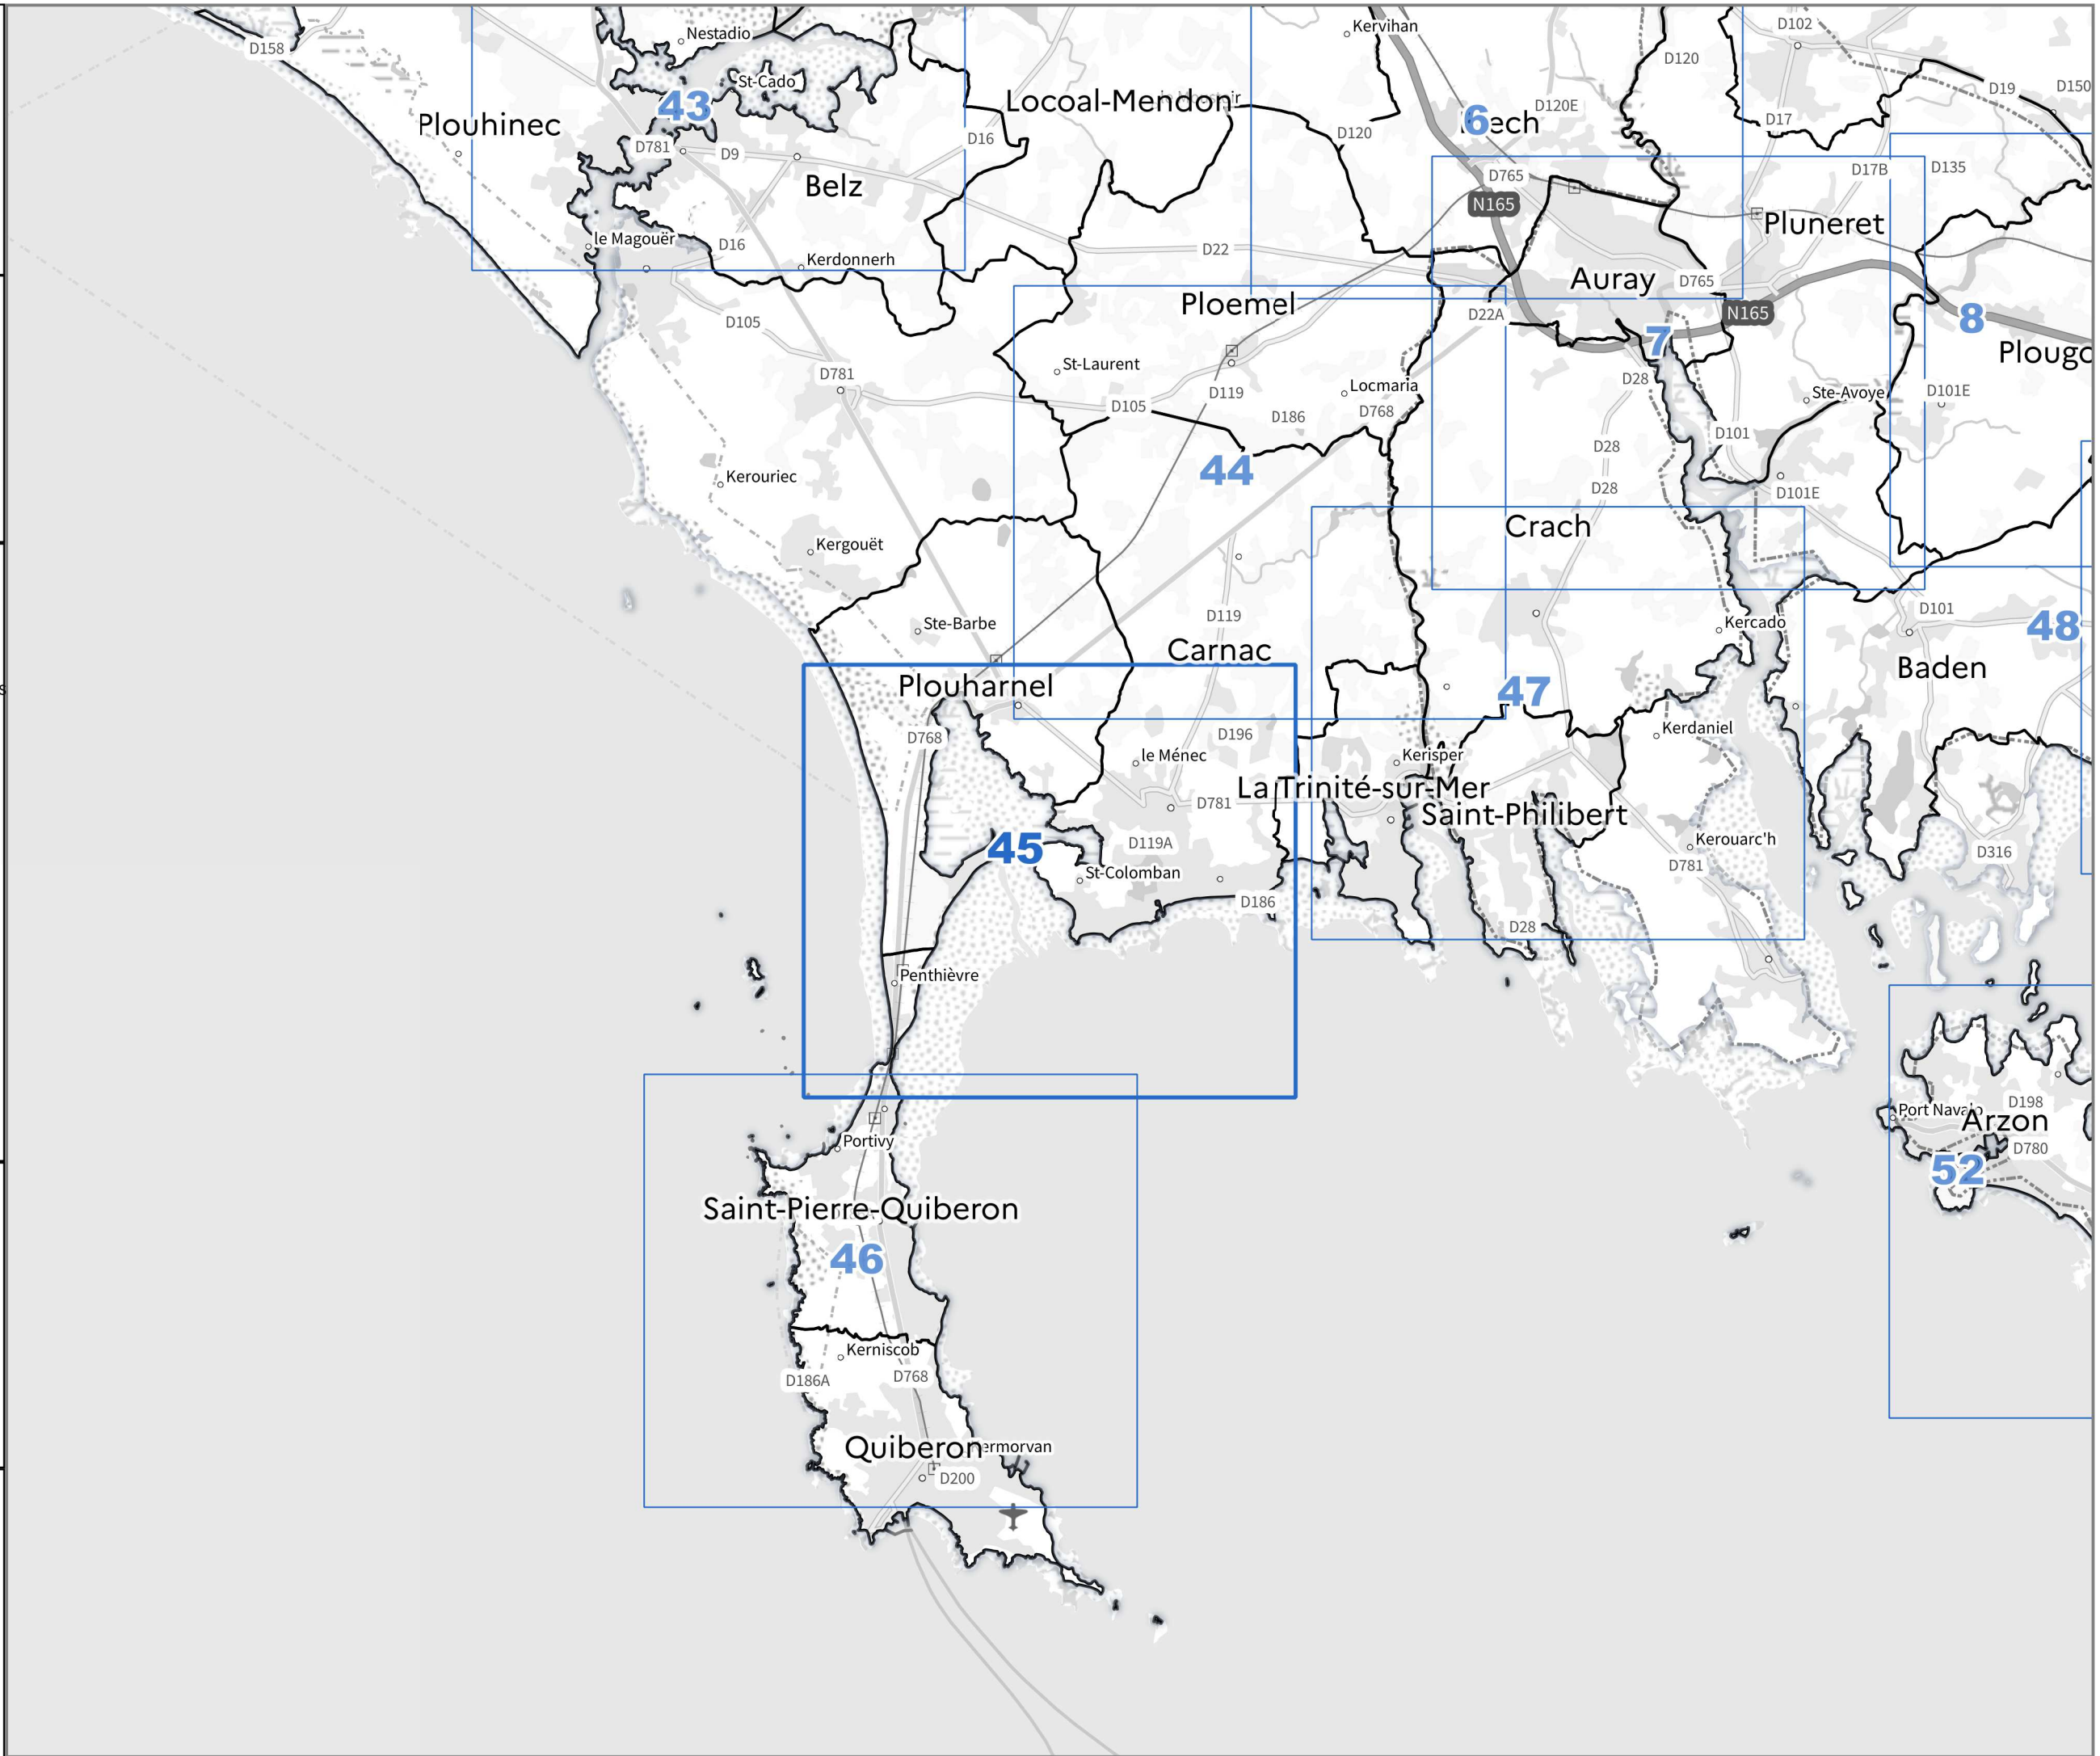 Kervihan
D102
Nestadio
D158
D120
St-Cado
D19
D150
Locoal-Mendon
43
D120E
6
Plouhinec
D120
D17
D16
D781
D9
D765
D17B
D135
Belz
N165
Pluneret
le Magouër
D16
D22
Kerdonnerh
Auray
D765
Ploemel
D105
D22A
N165
8
7
Plougo
St-Laurent
D781
D28
Locmaria
D119
Ste-Avoye
D101E
D105
D186
D768
D101
D28
44
Kerouriec
D28
D101E
Crach
Kergouët
D119
D101
Ste-Barbe
Kercado
48
Carnac
Baden
Plouharnel
47
D768
D196
Kerdaniel
le Ménec
Kerisper
La Trinité-sur-Mer
D781
Saint-Philibert
45
D119A
Kerouarc'h
D316
St-Colomban
D781
D186
D28
Penthièvre
D198
Port Navalo
Arzon
Portivy
D780
52
Saint-Pierre-Quiberon
46
Kerniscob
D186A
D768
Quiberon
ermorvan
D200